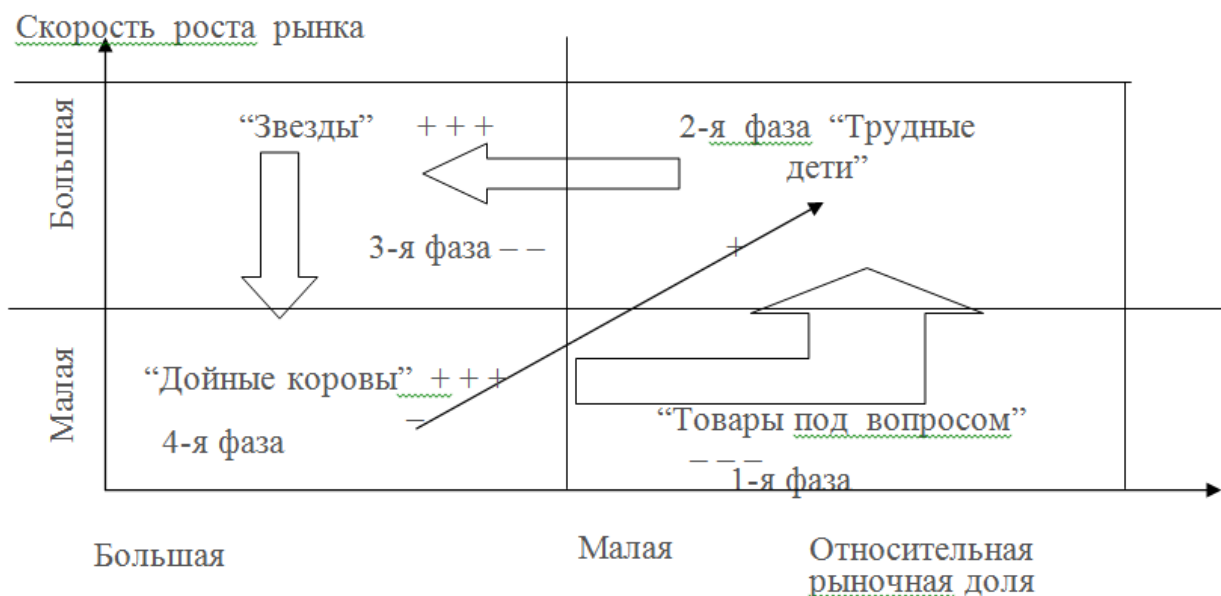 Скорость роста рынка
Большая
“Звезды” + + +
2-я фаза “Трудные
дети”
3-я фаза – –
+
Малая
“Дойные коровы” + + +
–
4-я фаза
“Товары под вопросом”
– – –
1-я фаза
Большая
Малая
Относительная
рыночная доля